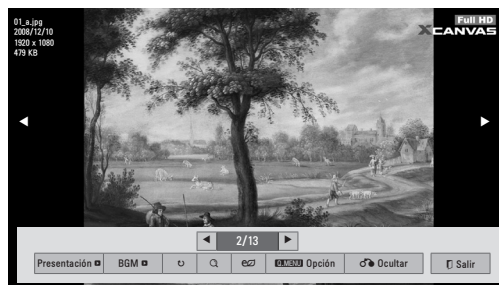 01_a.jpg
2008/12/10
1920 x 1080
479 KB
Full HD
XCANVAS
2/13
Presentación
BGM
Q.MENU Opción
Ocultar
Salir